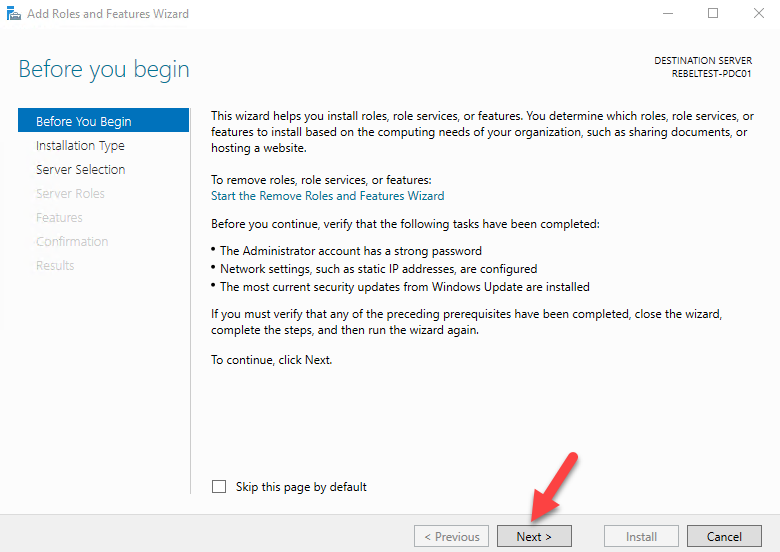 Add Roles and Features Wizard
Before you begin
DESTINATION SERVER
REBELTEST-PDC01
Before You Begin
Installation Type
Server Selection
Server Roles
Features
Confirmation
Results
This wizard helps you install roles, role services, or features. You determine which roles, role services, or
features to install based on the computing needs of your organization, such as sharing documents, or
hosting a website.
To remove roles, role services, or features:
Start the Remove Roles and Features Wizard
Before you continue, verify that the following tasks have been completed:
• The Administrator account has a strong password
• Network settings, such as static IP addresses, are configured
• The most current security updates from Windows Update are installed
If you must verify that any of the preceding prerequisites have been completed, close the wizard,
complete the steps, and then run the wizard again.
To continue, click Next.
Skip this page by default
< Previous
Next >
Install
Cancel